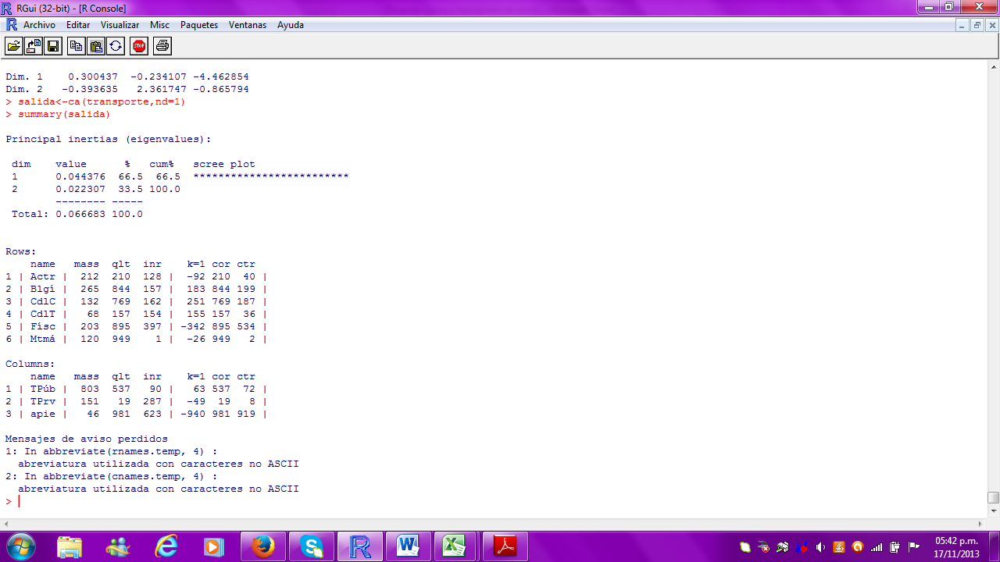 RGui (32-bit) - [R Console]
Archivo Editar Visualizar Misc Paquetes Ventanas Ayuda
STOP
Dim. 1    0.300437  -0.234107 -4.462854
Dim. 2   -0.393635   2.361747 -0.865794
> salida<-ca(transporte,nd=1)
> summary(salida)
Principal inertias (eigenvalues):
 dim    value      %   cum%   scree plot
 1      0.044376  66.5  66.5  *************************
 2      0.022307  33.5 100.0
        -------- -----
 Total: 0.066683 100.0
Rows:
    name   mass  qlt  inr    k=1 cor ctr
1 | Actr |  212  210  128 |  -92 210  40 |
2 | Blgí |  265  844  157 |  183 844 199 |
3 | CdlC |  132  769  162 |  251 769 187 |
4 | CdlT |   68  157  154 |  155 157  36 |
5 | Físc |  203  895  397 | -342 895 534 |
6 | Mtmá |  120  949    1 |  -26 949   2 |
Columns:
    name   mass  qlt  inr    k=1 cor ctr
1 | TPúb |  803  537   90 |   63 537  72 |
2 | TPrv |  151   19  287 |  -49  19   8 |
3 | apie |   46  981  623 | -940 981 919 |
Mensajes de aviso perdidos
1: In abbreviate(rnames.temp, 4) :
  abreviatura utilizada con caracteres no ASCII
2: In abbreviate(cnames.temp, 4) :
  abreviatura utilizada con caracteres no ASCII
>
05:42 p.m.
17/11/2013